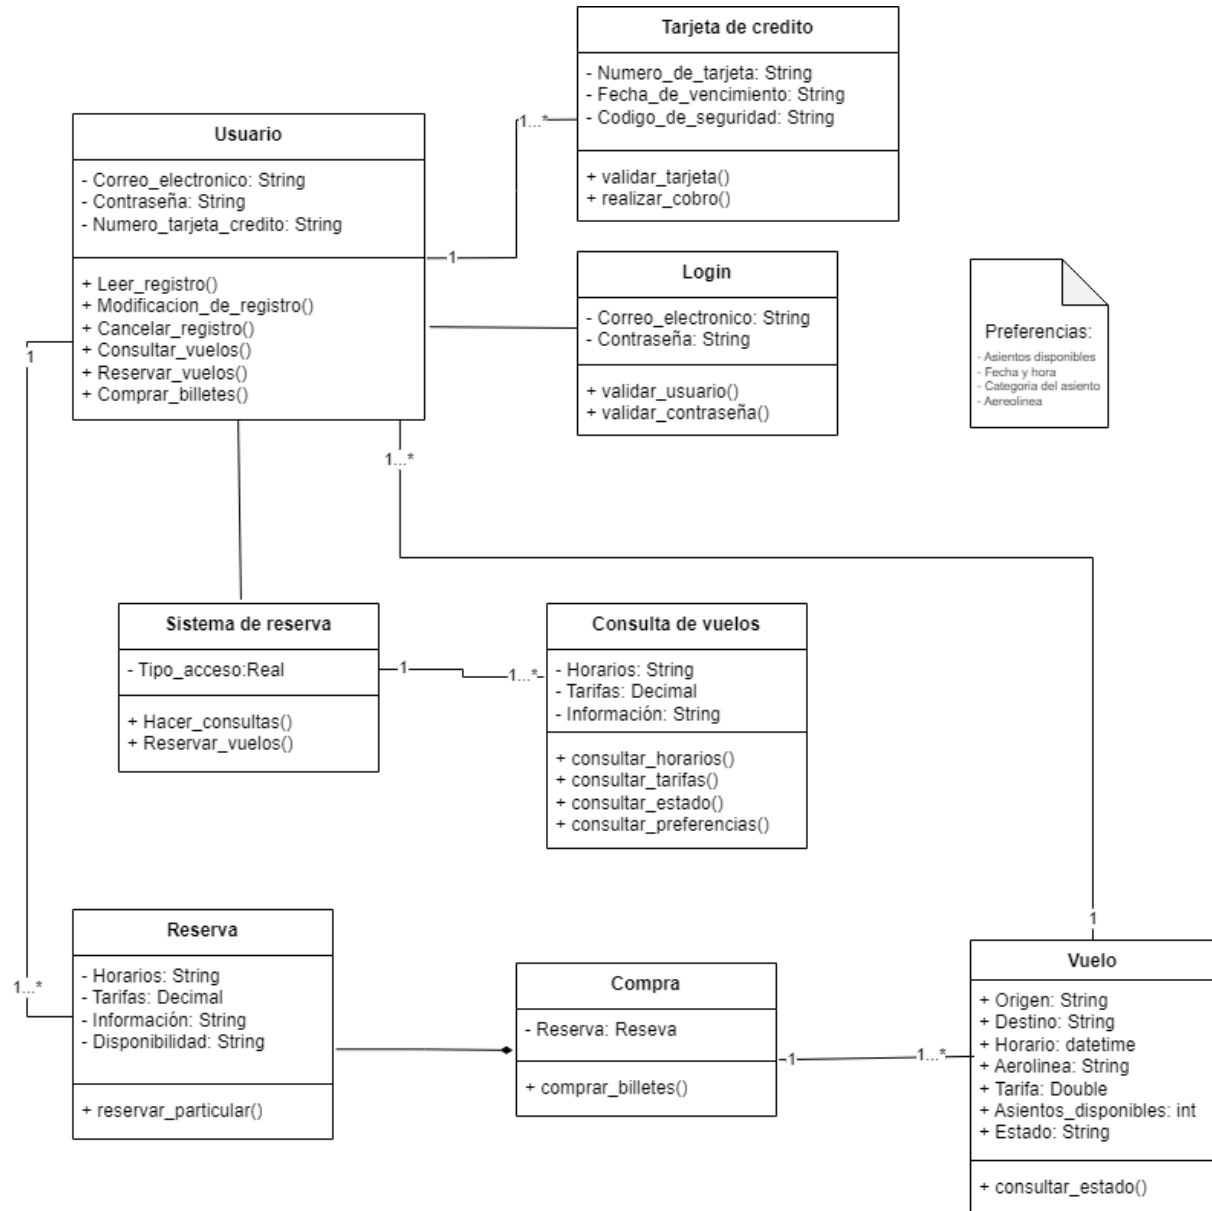 Tarjeta de credito
- Numero_de_tarjeta: String
- Fecha_de_vencimiento: String
- Codigo_de_seguridad: String
+ validar_tarjeta()
+ realizar_cobro()
1...*
Usuario
- Correo_electronico: String
- Contraseña: String
- Numero_tarjeta_credito: String
+ Leer_registro()
+ Modificacion_de_registro()
+ Cancelar_registro()
+ Consultar_vuelos()
+ Reservar_vuelos()
+ Comprar_billetes()
1
1
1...*
Login
- Correo_electronico: String
- Contraseña: String
+ validar_usuario()
+ validar_contraseña()
Preferencias:
- Asientos disponibles
- Fecha y hora
- Categoria del asiento
- Aereolinea
Sistema de reserva
- Tipo_acceso:Real
+ Hacer_consultas()
+ Reservar_vuelos()
1
1...*
Consulta de vuelos
- Horarios: String
- Tarifas: Decimal
- Información: String
+ consultar_horarios()
+ consultar_tarifas()
+ consultar_estado()
+ consultar_preferencias()
1...*
Reserva
- Horarios: String
- Tarifas: Decimal
- Información: String
- Disponibilidad: String
+ reservar_particular()
Compra
- Reserva: Reseva
+ comprar_billetes()
1
1...*
1
Vuelo
+ Origen: String
+ Destino: String
+ Horario: datetime
+ Aerolinea: String
+ Tarifa: Double
+ Asientos_disponibles: int
+ Estado: String
+ consultar_estado()